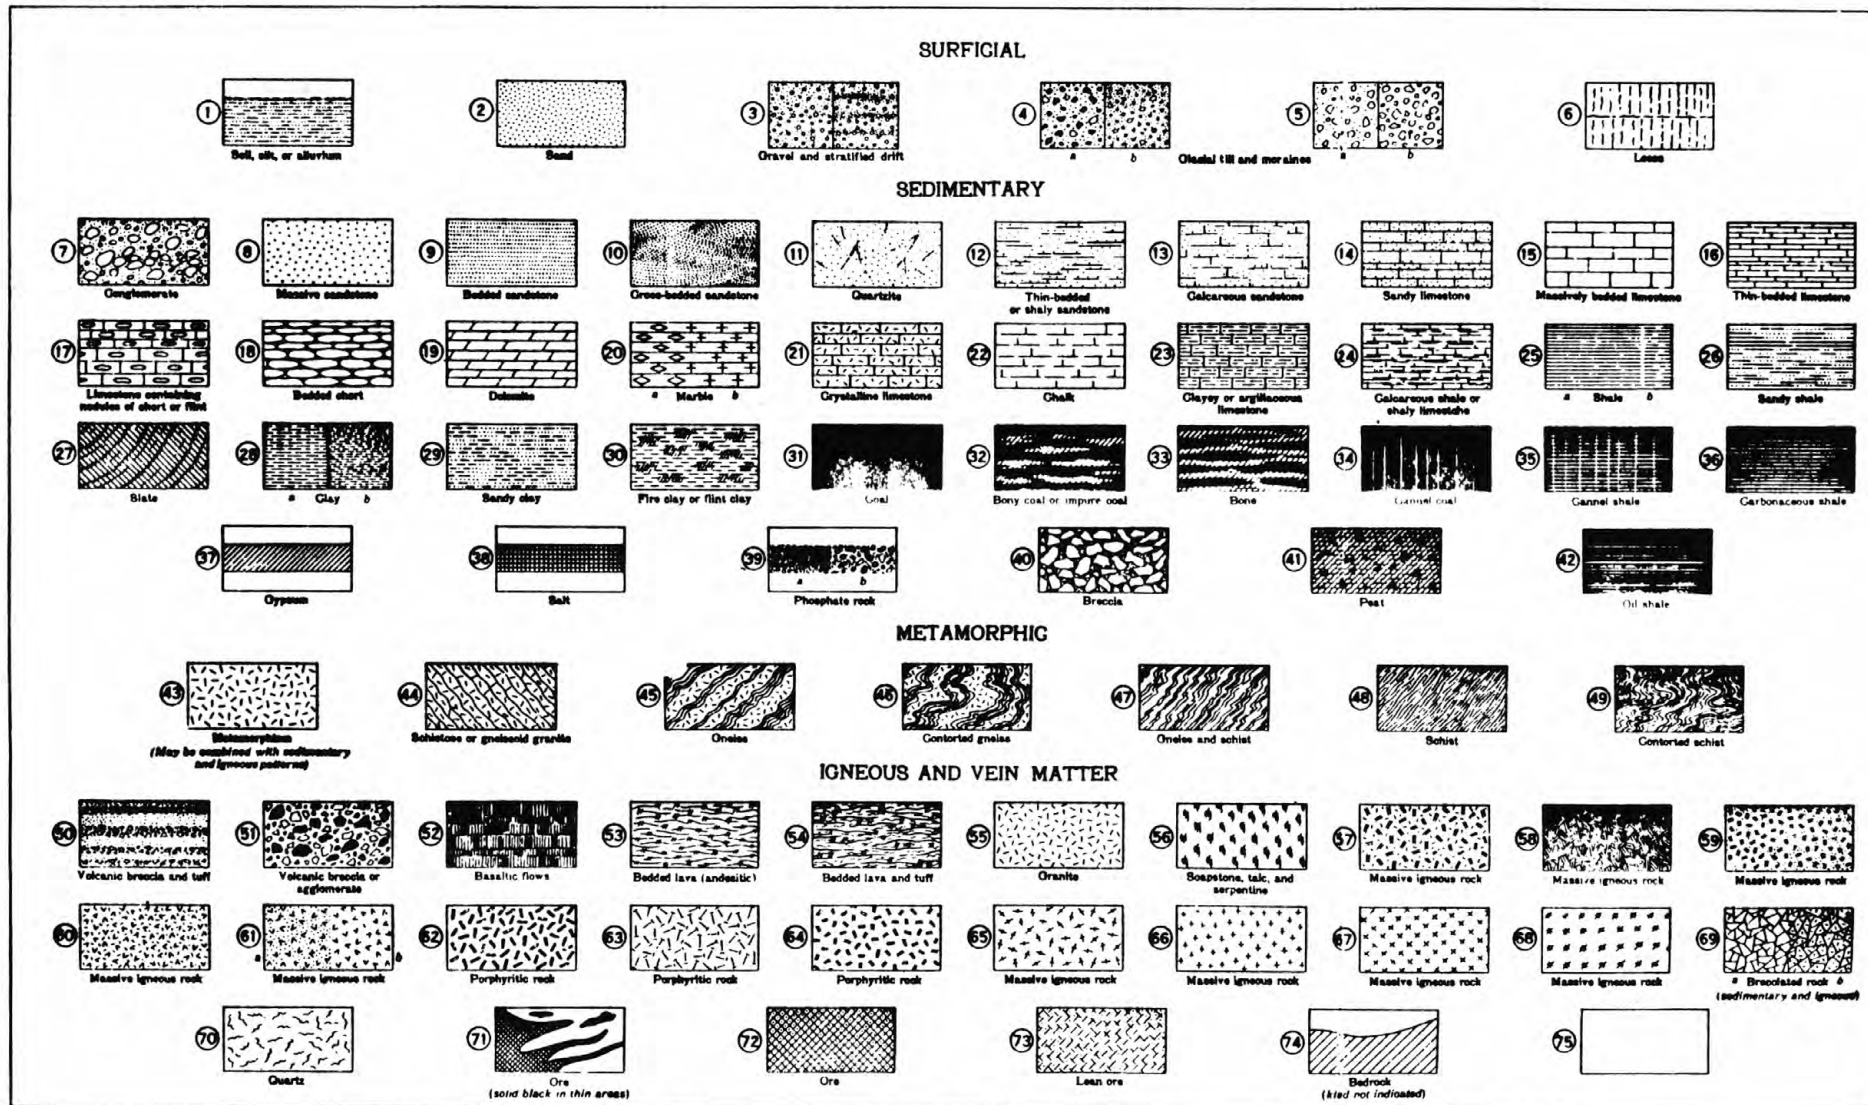 SURFICIAL
1 2 3 4 5 6
Soil, silt, or alluvium
Sand
Gravel and stratified drift
a b
Glacial till and moraines
a b
Loess
SEDIMENTARY
7 8 9 10 11 12 13 14 15 16
Conglomerate
Massive sandstone
Bedded sandstone
Cross-bedded sandstone
Quartzite
Thin-bedded
or shaly sandstone
Calcareous sandstone
Sandy limestone
Massively bedded limestone
Thin-bedded limestone
17 18 19 20 21 22 23 24 25 26
Limestone containing
nodules of chert or flint
Bedded chert
Dolomite
a Marble b
Crystalline limestone
Chalk
Clayey or argillaceous
limestone
Calcareous shale or
shaly limestone
a Shale b
Sandy shale
27 28 29 30 31 32 33 34 35 36
Slate
a Clay b
Sandy clay
Fire clay or flint clay
Coal
Bony coal or impure coal
Bone
Cannel coal
Cannel shale
Carbonaceous shale
37 38 39 40 41 42
Gypsum
Salt
a b
Phosphate rock
Breccia
Peat
Oil shale
METAMORPHIC
43 44 45 46 47 48 49
Metamorphism
(May be combined with sedimentary
and igneous patterns)
Schistose or gneissoid granite
Gneiss
Contorted gneiss
Gneiss and schist
Schist
Contorted schist
IGNEOUS AND VEIN MATTER
50 51 52 53 54 55 56 57 58 59
Volcanic breccia and tuff
Volcanic breccia or
agglomerate
Basaltic flows
Bedded lava (andesitic)
Bedded lava and tuff
Granite
Soapstone, talc, and
serpentine
Massive igneous rock
Massive igneous rock
Massive igneous rock
60 61 62 63 64 65 66 67 68 69
Massive igneous rock
a b
Massive igneous rock
Porphyritic rock
Porphyritic rock
Porphyritic rock
Massive igneous rock
Massive igneous rock
Massive igneous rock
Massive igneous rock
a Brecciated rock b
(sedimentary and igneous)
70 71 72 73 74 75
Quartz
Ore
(solid black in thin areas)
Ore
Lean ore
Bedrock
(kind not indicated)